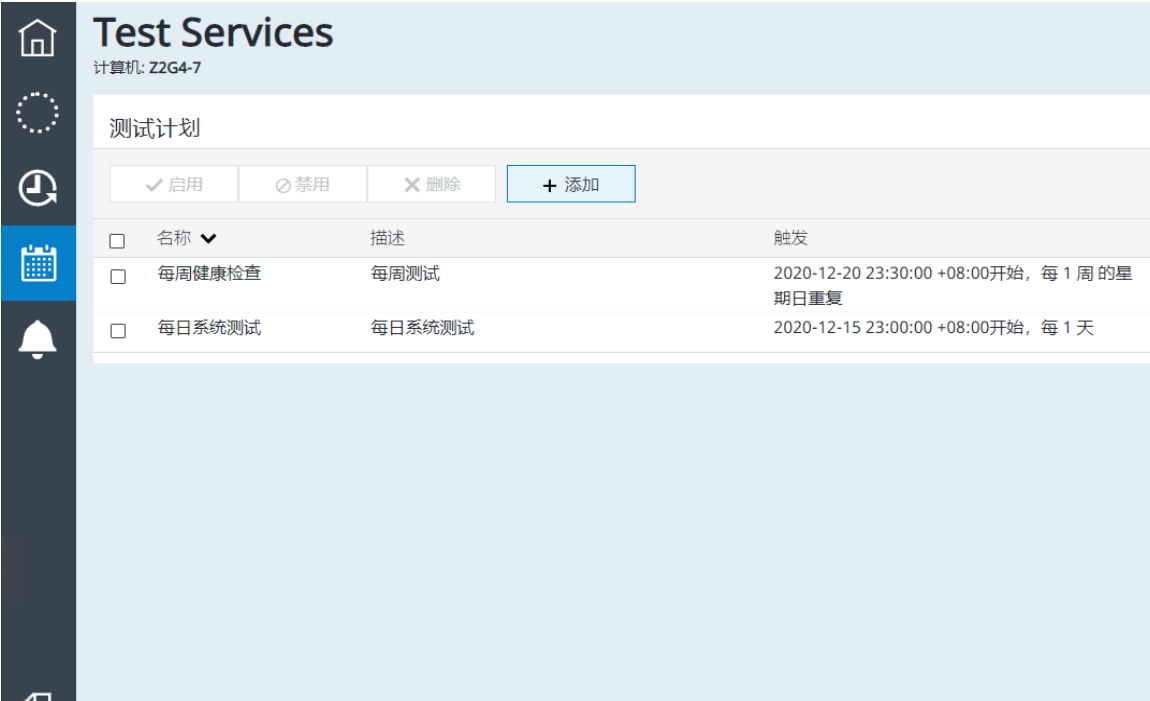 Test Services
计算机: Z2G4-7
测试计划
启用 禁用 删除 添加
名称 描述 触发
每周健康检查 每周测试 2020-12-20 23:30:00 +08:00开始，每 1 周 的星
期日重复
每日系统测试 每日系统测试 2020-12-15 23:00:00 +08:00开始，每 1 天